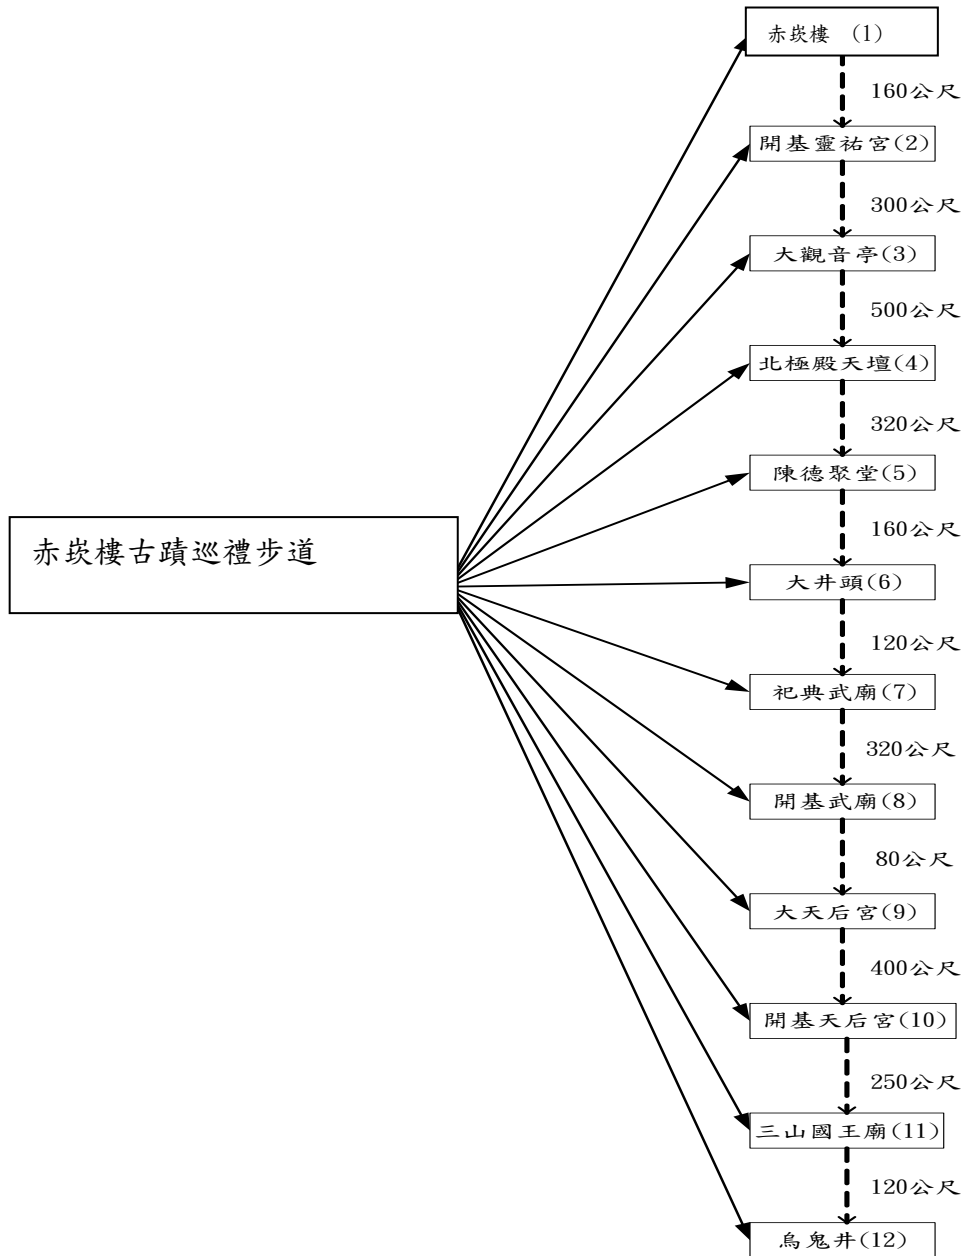 赤崁樓 (1)
160公尺
開基靈祐宮(2)
300公尺
大觀音亭(3)
500公尺
北極殿天壇(4)
320公尺
陳德聚堂(5)
赤崁樓古蹟巡禮步道
160公尺
大井頭(6)
120公尺
祀典武廟(7)
320公尺
開基武廟(8)
80公尺
大天后宮(9)
400公尺
開基天后宮(10)
250公尺
三山國王廟(11)
120公尺
烏鬼井(12)